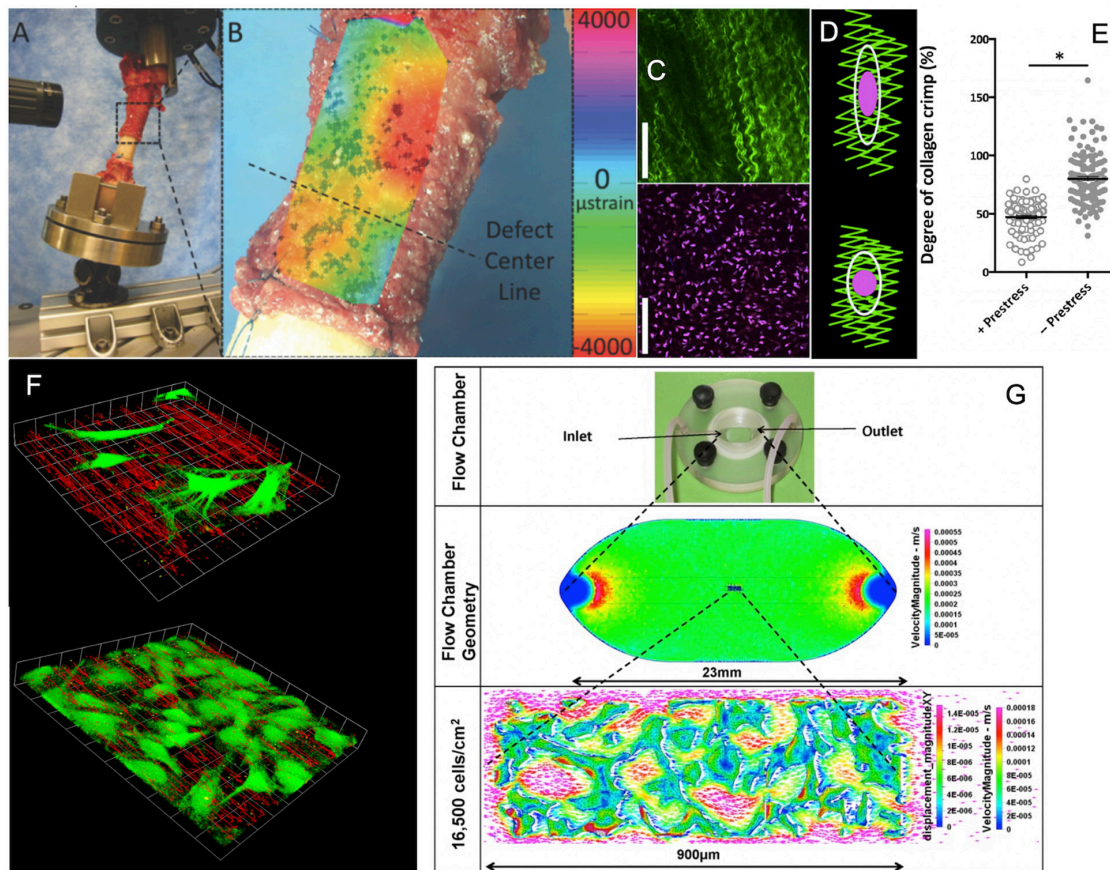 A
B
4000
0
μstrain
-4000
Defect
Center
Line
C
D
E
Degree of collagen crimp (%)
200
150
100
50
0
*
+ Prestress
– Prestress
F
G
Flow Chamber
Inlet
Outlet
Flow Chamber
Geometry
VelocityMagnitude - m/s
0.00055
0.0005
0.00045
0.0004
0.00035
0.0003
0.00025
0.0002
0.00015
0.0001
5E-005
0
23mm
16,500 cells/cm²
displacement_magnitudeXY
1.4E-005
1.2E-005
1E-005
8E-006
6E-006
4E-006
2E-006
0
VelocityMagnitude - m/s
0.00018
0.00016
0.00014
0.00012
0.0001
8E-005
6E-005
4E-005
2E-005
0
900μm